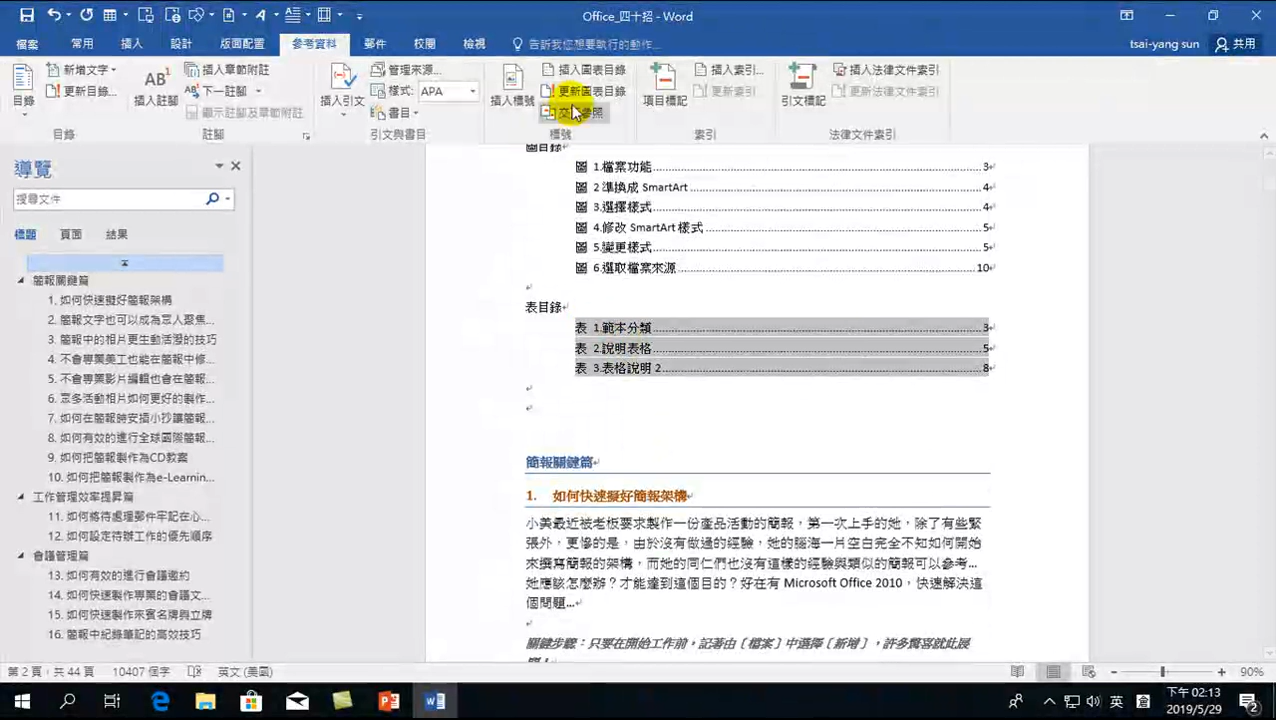 Office_四十招 - Word
檔案 常用 插入 設計 版面配置 參考資料 郵件 校閱 檢視 告訴我您想要執行的動作... tsai-yang sun 共用
目錄
新增文字
更新目錄...
目錄
AB
插入註腳
插入章節附註
下一註腳
顯示註腳及章節附註
註腳
插入引文
管理來源...
樣式: APA
書目
引文與書目
插入標號
插入圖表目錄
更新圖表目錄
參照
標號
項目標記
插入索引...
更新索引
索引
引文標記
插入法律文件索引
更新法律文件索引
法律文件索引
導覽
搜尋文件
標題 頁面 結果
簡報關鍵篇
1. 如何快速擬好簡報架構
2. 簡報文字也可以成為眾人聚焦...
3. 簡報中的相片更生動活潑的技巧
4. 不會專業美工也能在簡報中修...
5. 不會專業影片編輯也會在簡報...
6. 眾多活動相片如何更好的製作...
7. 如何在簡報時安插小抄讓簡報...
8. 如何有效的進行全球國際簡報...
9. 如何把簡報製作為CD教案
10. 如何把簡報製作為e-Learnin...
工作管理效率提昇篇
11. 如何將待處理郵件牢記在心...
12. 如何設定待辦工作的優先順序
會議管理篇
13. 如何有效的進行會議邀約
14. 如何快速製作專業的會議文...
15. 如何快速製作來賓名牌與立牌
16. 簡報中紀錄筆記的高效技巧
圖目錄
圖 1.檔案功能 3
圖 2 準換成 SmartArt 4
圖 3.選擇樣式 4
圖 4.修改 SmartArt 樣式 5
圖 5.變更樣式 5
圖 6.選取檔案來源 10
表目錄
表 1.範本分類 3
表 2.說明表格 5
表 3.表格說明 2 8
簡報關鍵篇
1. 如何快速擬好簡報架構
小美最近被老板要求製作一份產品活動的簡報，第一次上手的她，除了有些緊
張外，更慘的是，由於沒有做過的經驗，她的腦海一片空白完全不知如何開始
來撰寫簡報的架構，而她的同仁們也沒有這樣的經驗與類似的簡報可以參考...
她應該怎麼辦？才能達到這個目的？好在有 Microsoft Office 2010，快速解決這
個問題...
關鍵步驟：只要在開始工作前，記著由〔檔案〕中選擇〔新增〕，許多驚喜就此展
第 2 頁，共 44 頁 10407 個字 英文 (美國) 90%
下午 02:13
2019/5/29
英
2